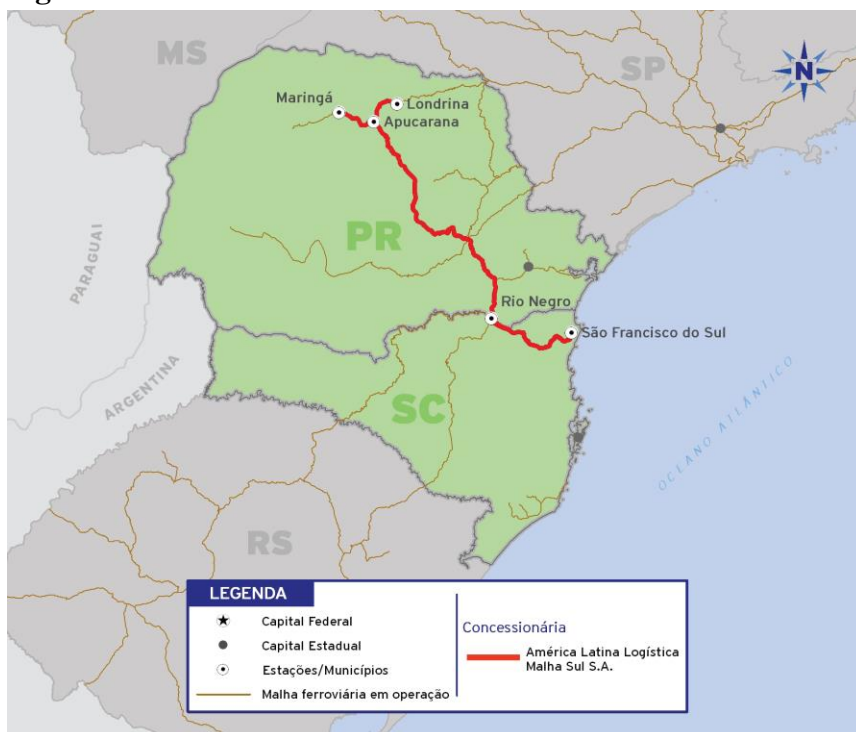 MS
SP
N
Maringá
Londrina
Apucarana
PR
PARAGUAI
Rio Negro
São Francisco do Sul
ARGENTINA
SC
OCEANO ATLÂNTICO
RS
LEGENDA
Capital Federal
Capital Estadual
Estações/Municípios
Malha ferroviária em operação
Concessionária
América Latina Logística
Malha Sul S.A.